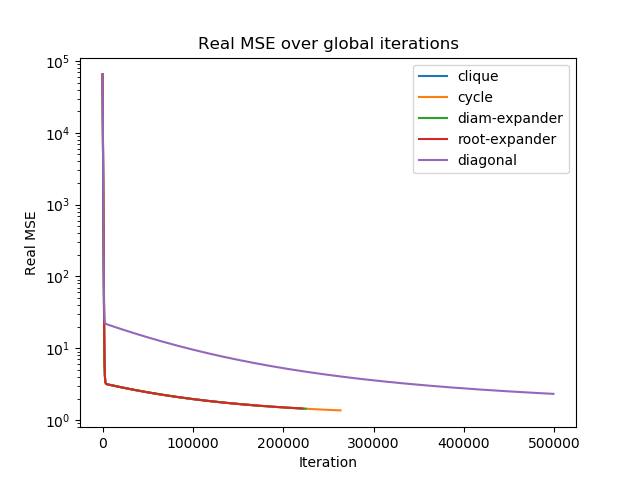 Real MSE over global iterations
10^5
10^4
10^3
10^2
10^1
10^0
Real MSE
clique
cycle
diam-expander
root-expander
diagonal
0
100000
200000
300000
400000
500000
Iteration